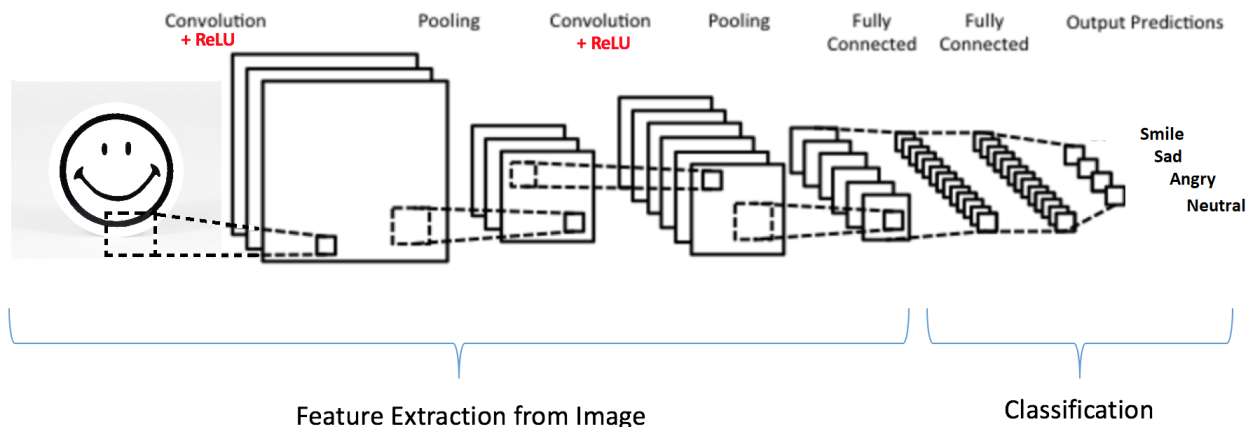 Convolution
+ ReLU
Pooling
Convolution
+ ReLU
Pooling
Fully
Connected
Fully
Connected
Output Predictions
Smile
Sad
Angry
Neutral
Feature Extraction from Image
Classification